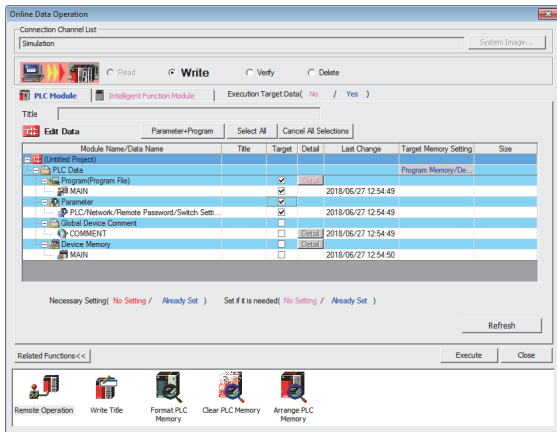 Online Data Operation
Connection Channel List
Simulation
System Image...
Read Write Verify Delete
PLC Module Intelligent Function Module Execution Target Data( No / Yes )
Title
Edit Data Parameter+Program Select All Cancel All Selections
Module Name/Data Name Title Target Detail Last Change Target Memory Setting Size
(Untitled Project)
PLC Data Program Memory/De...
Program(Program File) Detail
MAIN 2018/06/27 12:54:49
Parameter
PLC/Network/Remote Password/Switch Setti... 2018/06/27 12:54:49
Global Device Comment
COMMENT Detail 2018/06/27 12:54:49
Device Memory Detail
MAIN 2018/06/27 12:54:50
Necessary Setting( No Setting / Already Set ) Set if it is needed( No Setting / Already Set )
Refresh
Related Functions<< Execute Close
Remote Operation Write Title Format PLC Memory Clear PLC Memory Arrange PLC Memory